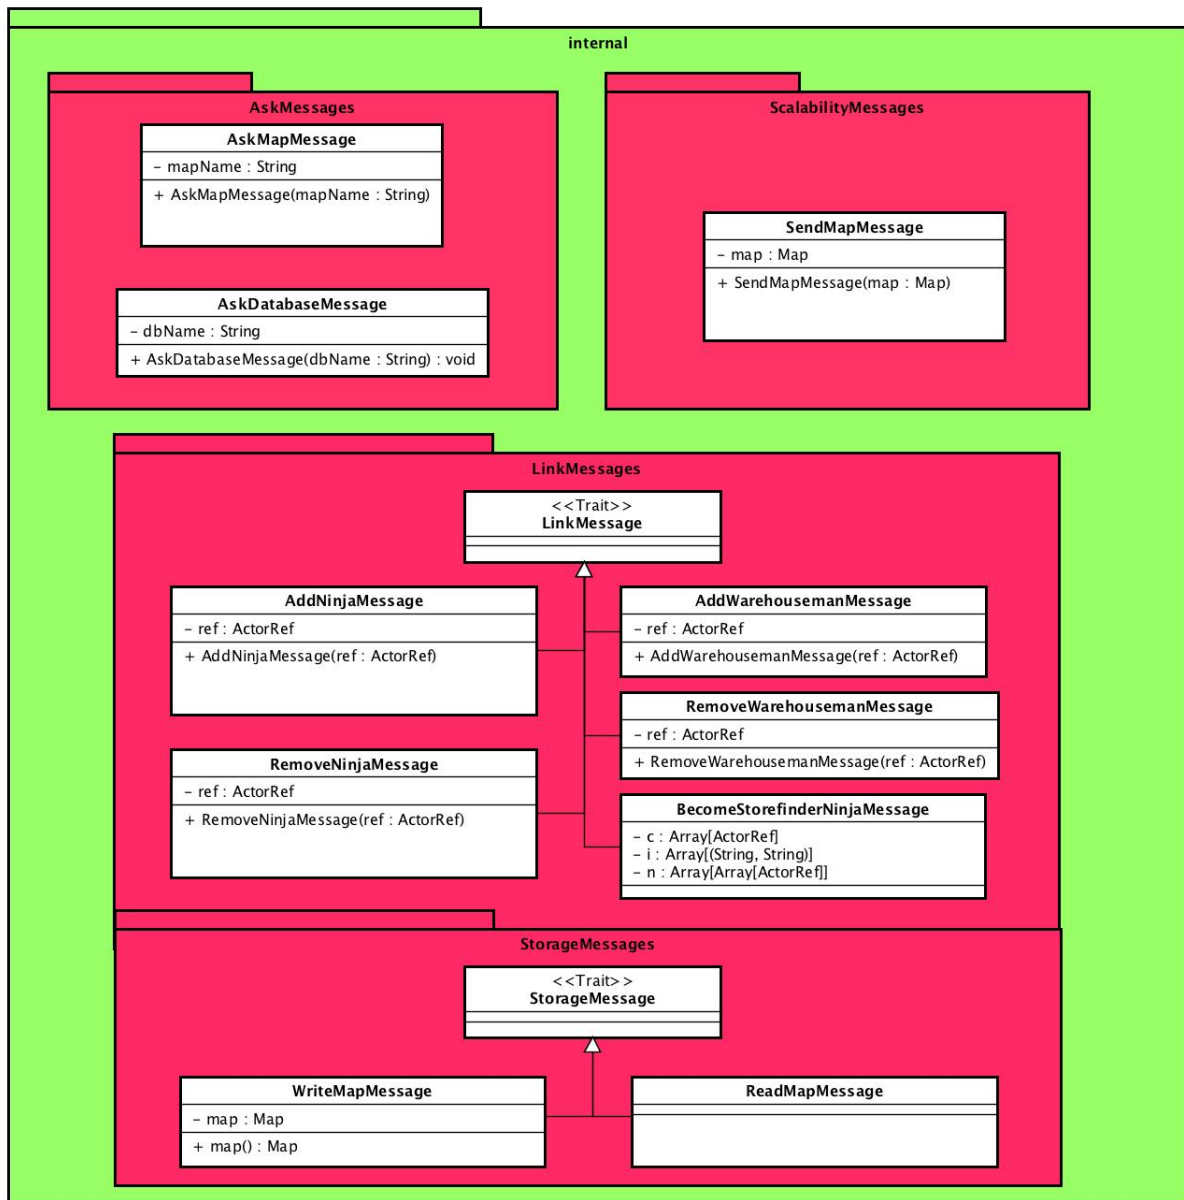 internal
AskMessages
AskMapMessage
- mapName : String
+ AskMapMessage(mapName : String)
AskDatabaseMessage
- dbName : String
+ AskDatabaseMessage(dbName : String) : void
ScalabilityMessages
SendMapMessage
- map : Map
+ SendMapMessage(map : Map)
LinkMessages
<<Trait>>
LinkMessage
AddNinjaMessage
- ref : ActorRef
+ AddNinjaMessage(ref : ActorRef)
RemoveNinjaMessage
- ref : ActorRef
+ RemoveNinjaMessage(ref : ActorRef)
AddWarehousemanMessage
- ref : ActorRef
+ AddWarehousemanMessage(ref : ActorRef)
RemoveWarehousemanMessage
- ref : ActorRef
+ RemoveWarehousemanMessage(ref : ActorRef)
BecomeStorefinderNinjaMessage
- c : Array[ActorRef]
- i : Array[(String, String)]
- n : Array[Array[ActorRef]]
StorageMessages
<<Trait>>
StorageMessage
WriteMapMessage
- map : Map
+ map() : Map
ReadMapMessage